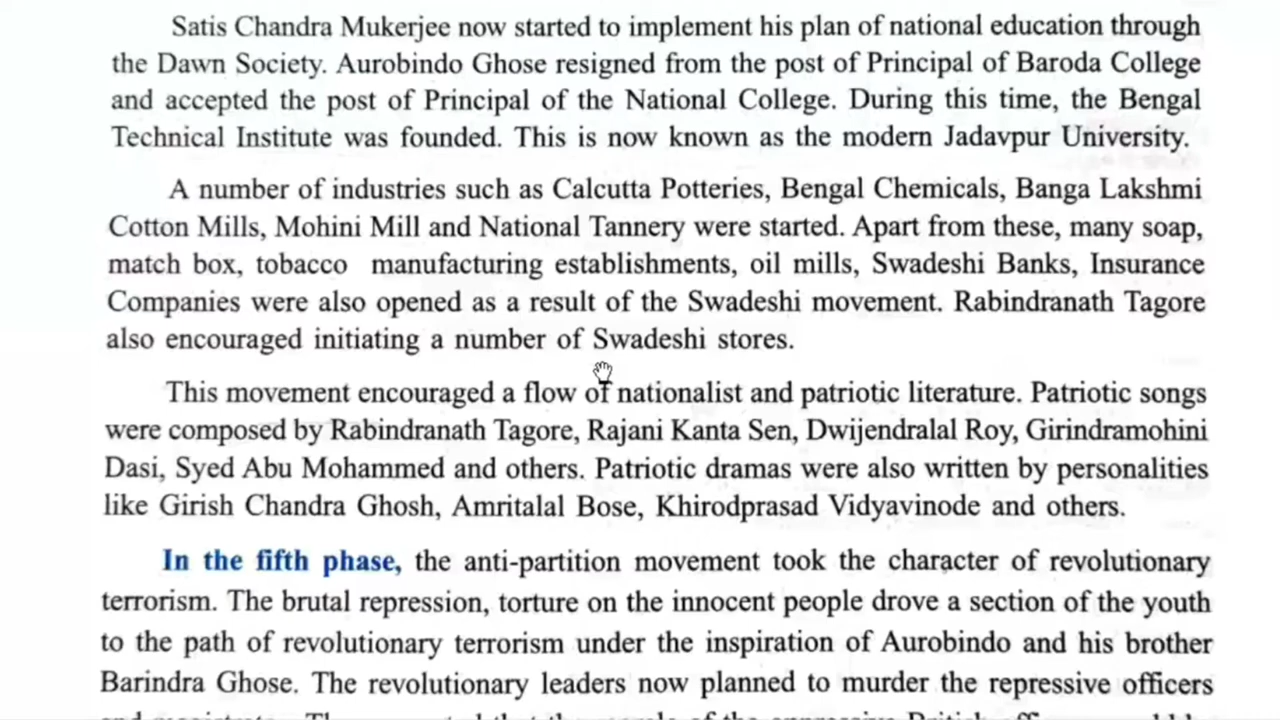 Satis Chandra Mukerjee now started to implement his plan of national education through
the Dawn Society. Aurobindo Ghose resigned from the post of Principal of Baroda College
and accepted the post of Principal of the National College. During this time, the Bengal
Technical Institute was founded. This is now known as the modern Jadavpur University.
A number of industries such as Calcutta Potteries, Bengal Chemicals, Banga Lakshmi
Cotton Mills, Mohini Mill and National Tannery were started. Apart from these, many soap,
match box, tobacco manufacturing establishments, oil mills, Swadeshi Banks, Insurance
Companies were also opened as a result of the Swadeshi movement. Rabindranath Tagore
also encouraged initiating a number of Swadeshi stores.
This movement encouraged a flow of nationalist and patriotic literature. Patriotic songs
were composed by Rabindranath Tagore, Rajani Kanta Sen, Dwijendralal Roy, Girindramohini
Dasi, Syed Abu Mohammed and others. Patriotic dramas were also written by personalities
like Girish Chandra Ghosh, Amritalal Bose, Khirodprasad Vidyavinode and others.
In the fifth phase, the anti-partition movement took the character of revolutionary
terrorism. The brutal repression, torture on the innocent people drove a section of the youth
to the path of revolutionary terrorism under the inspiration of Aurobindo and his brother
Barindra Ghose. The revolutionary leaders now planned to murder the repressive officers